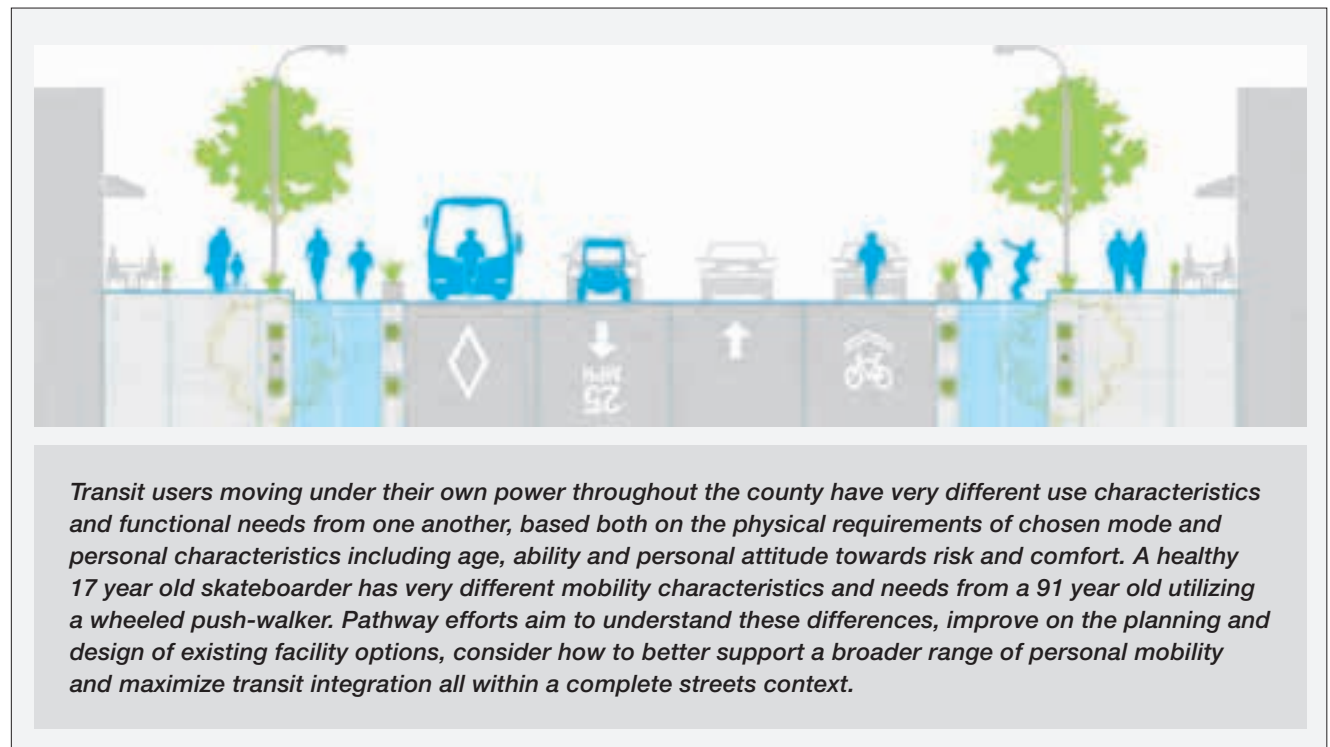 25
MPH
Transit users moving under their own power throughout the county have very different use characteristics
and functional needs from one another, based both on the physical requirements of chosen mode and
personal characteristics including age, ability and personal attitude towards risk and comfort. A healthy
17 year old skateboarder has very different mobility characteristics and needs from a 91 year old utilizing
a wheeled push-walker. Pathway efforts aim to understand these differences, improve on the planning and
design of existing facility options, consider how to better support a broader range of personal mobility
and maximize transit integration all within a complete streets context.